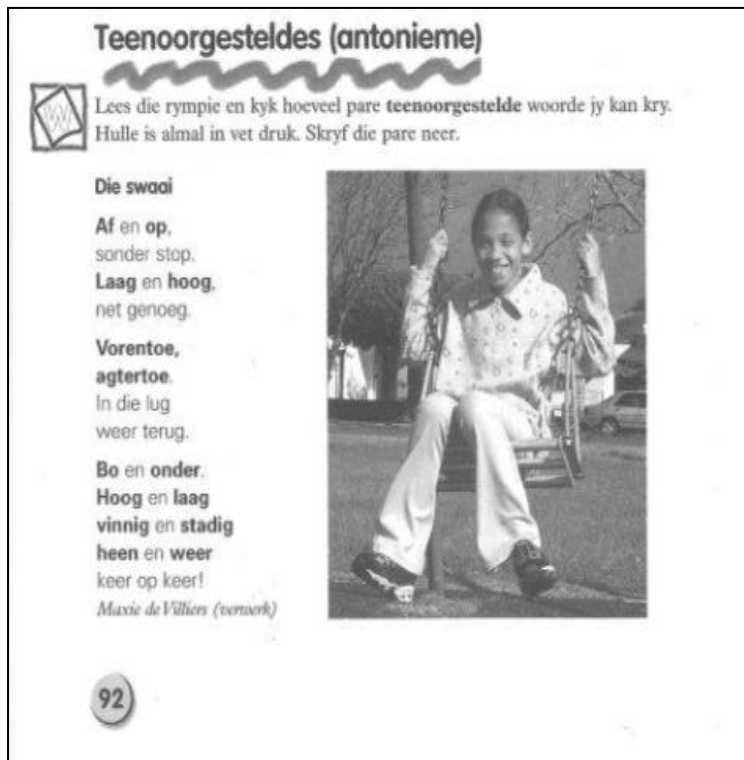 Teenoorgesteldes (antonieme)
Lees die rympie en kyk hoeveel pare teenoorgestelde woorde jy kan kry.
Hulle is almal in vet druk. Skryf die pare neer.
Die swaai
Af en op,
sonder stop.
Laag en hoog,
net genoeg.
Vorentoe,
agtertoe.
In die lug
weer terug.
Bo en onder.
Hoog en laag
vinnig en stadig
heen en weer
keer op keer!
Maxie de Villiers (verwerk)
92